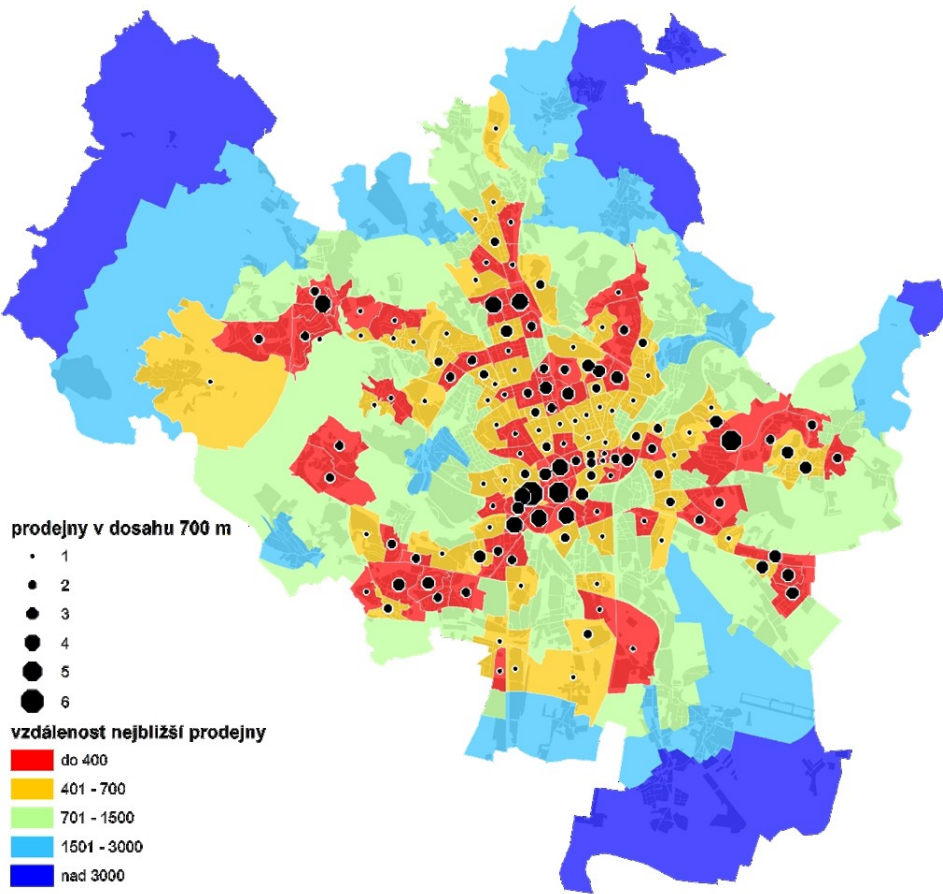 prodejny v dosahu 700 m
1
2
3
4
5
6
vzdálenost nejbližší prodejny
do 400
401 - 700
701 - 1500
1501 - 3000
nad 3000